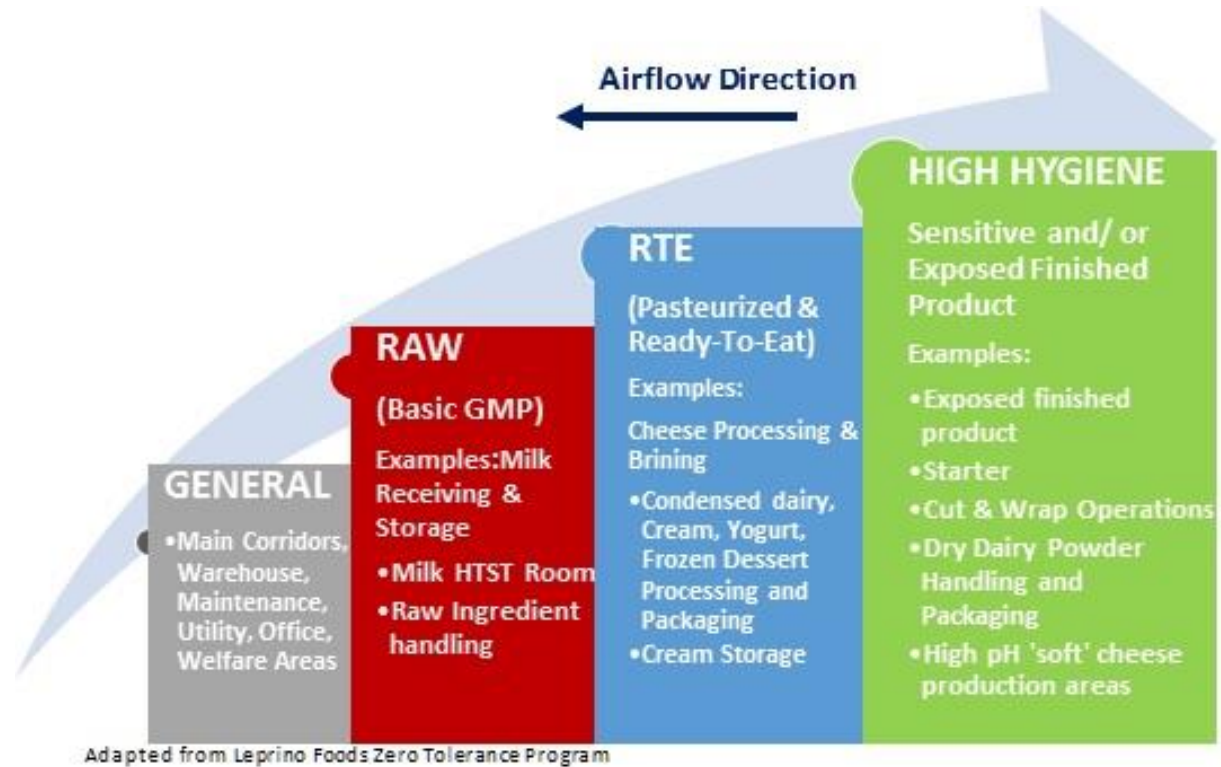 Airflow Direction
GENERAL
•Main Corridors,
Warehouse,
Maintenance,
Utility, Office,
Welfare Areas
RAW
(Basic GMP)
Examples:Milk
Receiving &
Storage
•Milk HTST Room
•Raw Ingredient
handling
RTE
(Pasteurized &
Ready-To-Eat)
Examples:
Cheese Processing &
Brining
•Condensed dairy,
Cream, Yogurt,
Frozen Dessert
Processing and
Packaging
•Cream Storage
HIGH HYGIENE
Sensitive and/ or
Exposed Finished
Product
Examples:
•Exposed finished
product
•Starter
•Cut & Wrap Operations
•Dry Dairy Powder
Handling and
Packaging
•High pH 'soft' cheese
production areas
Adapted from Leprino Foods Zero Tolerance Program